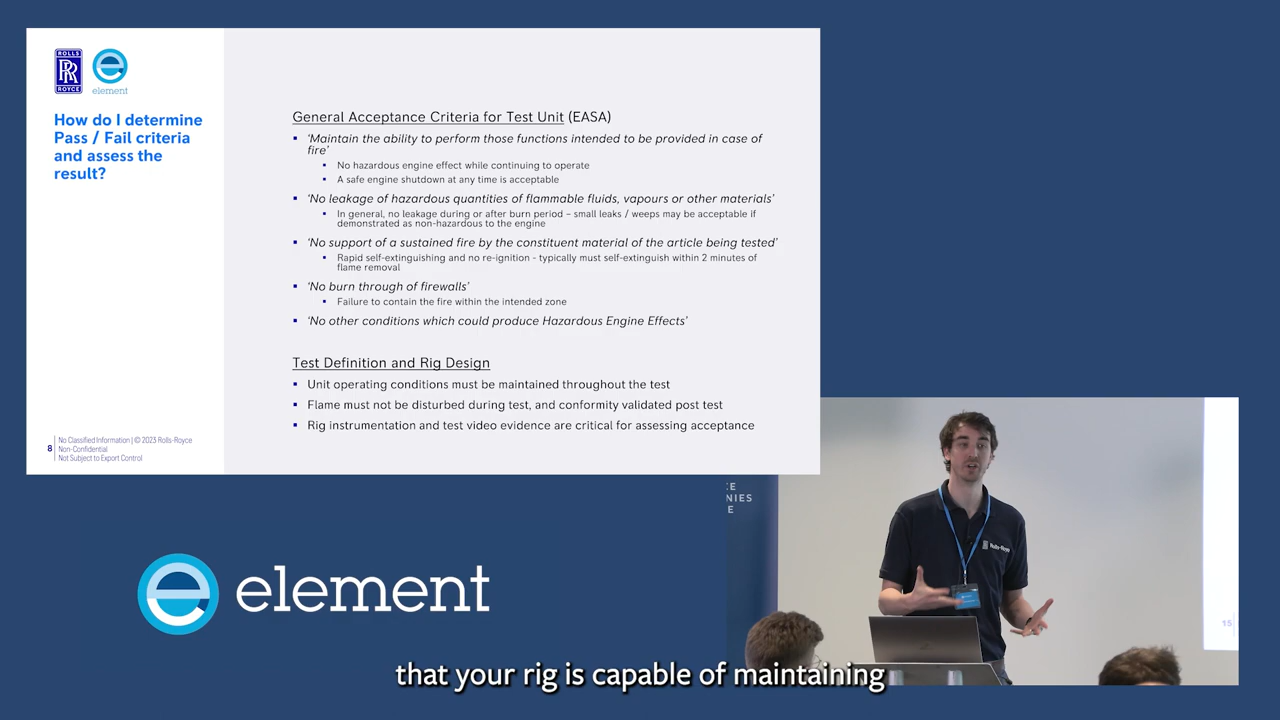 ROLLS
RR
ROYCE
e
element
How do I determine
Pass / Fail criteria
and assess the
result?
General Acceptance Criteria for Test Unit (EASA)
▪ ‘Maintain the ability to perform those functions intended to be provided in case of
fire’
▪ No hazardous engine effect while continuing to operate
▪ A safe engine shutdown at any time is acceptable
▪ ‘No leakage of hazardous quantities of flammable fluids, vapours or other materials’
▪ In general, no leakage during or after burn period – small leaks / weeps may be acceptable if
demonstrated as non-hazardous to the engine
▪ ‘No support of a sustained fire by the constituent material of the article being tested’
▪ Rapid self-extinguishing and no re-ignition - typically must self-extinguish within 2 minutes of
flame removal
▪ ‘No burn through of firewalls’
▪ Failure to contain the fire within the intended zone
▪ ‘No other conditions which could produce Hazardous Engine Effects’
Test Definition and Rig Design
▪ Unit operating conditions must be maintained throughout the test
▪ Flame must not be disturbed during test, and conformity validated post test
▪ Rig instrumentation and test video evidence are critical for assessing acceptance
8
No Classified Information | © 2023 Rolls-Royce
Non-Confidential
Not Subject to Export Control
CE
NIES
E
Rolls-Royce
15
e element
that your rig is capable of maintaining